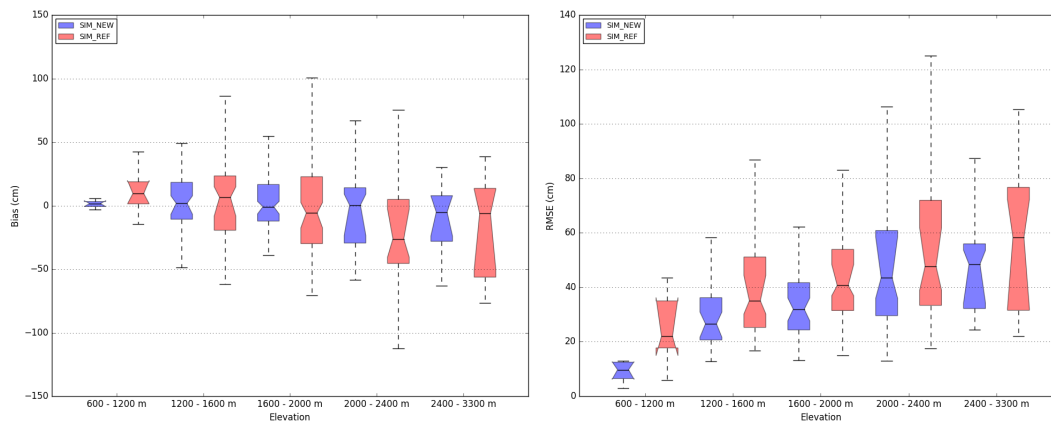 SIM_NEW
SIM_REF
150
100
50
0
−50
−100
−150
Bias (cm)
600 - 1200 m
1200 - 1600 m
1600 - 2000 m
2000 - 2400 m
2400 - 3300 m
Elevation
SIM_NEW
SIM_REF
140
120
100
80
60
40
20
0
RMSE (cm)
600 - 1200 m
1200 - 1600 m
1600 - 2000 m
2000 - 2400 m
2400 - 3300 m
Elevation